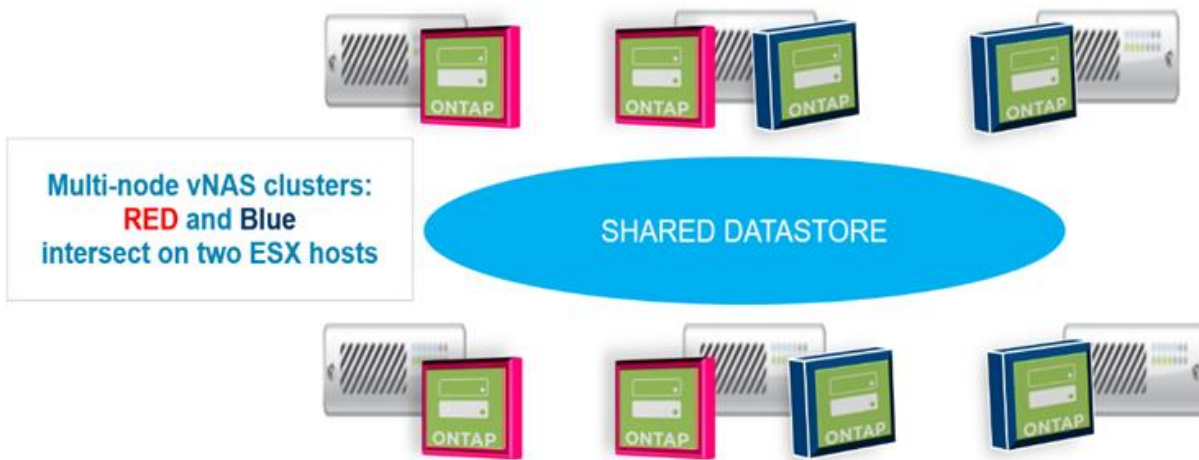 ONTAP
ONTAP
ONTAP
ONTAP
Multi-node vNAS clusters:
RED and Blue
intersect on two ESX hosts
SHARED DATASTORE
ONTAP
ONTAP
ONTAP
ONTAP